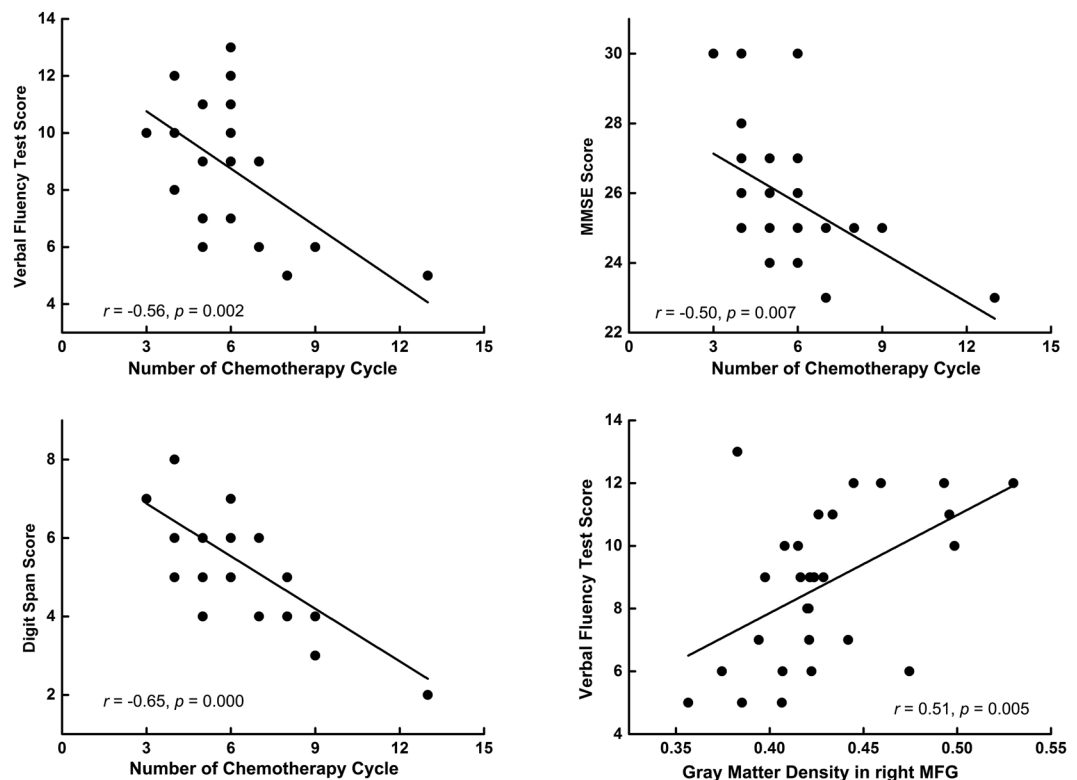 14
12
10
8
6
4
Verbal Fluency Test Score
r = -0.56, p = 0.002
0 3 6 9 12 15
Number of Chemotherapy Cycle
30
28
26
24
22
MMSE Score
r = -0.50, p = 0.007
0 3 6 9 12 15
Number of Chemotherapy Cycle
8
6
4
2
Digit Span Score
r = -0.65, p = 0.000
0 3 6 9 12 15
Number of Chemotherapy Cycle
14
12
10
8
6
4
Verbal Fluency Test Score
r = 0.51, p = 0.005
0.35 0.40 0.45 0.50 0.55
Gray Matter Density in right MFG